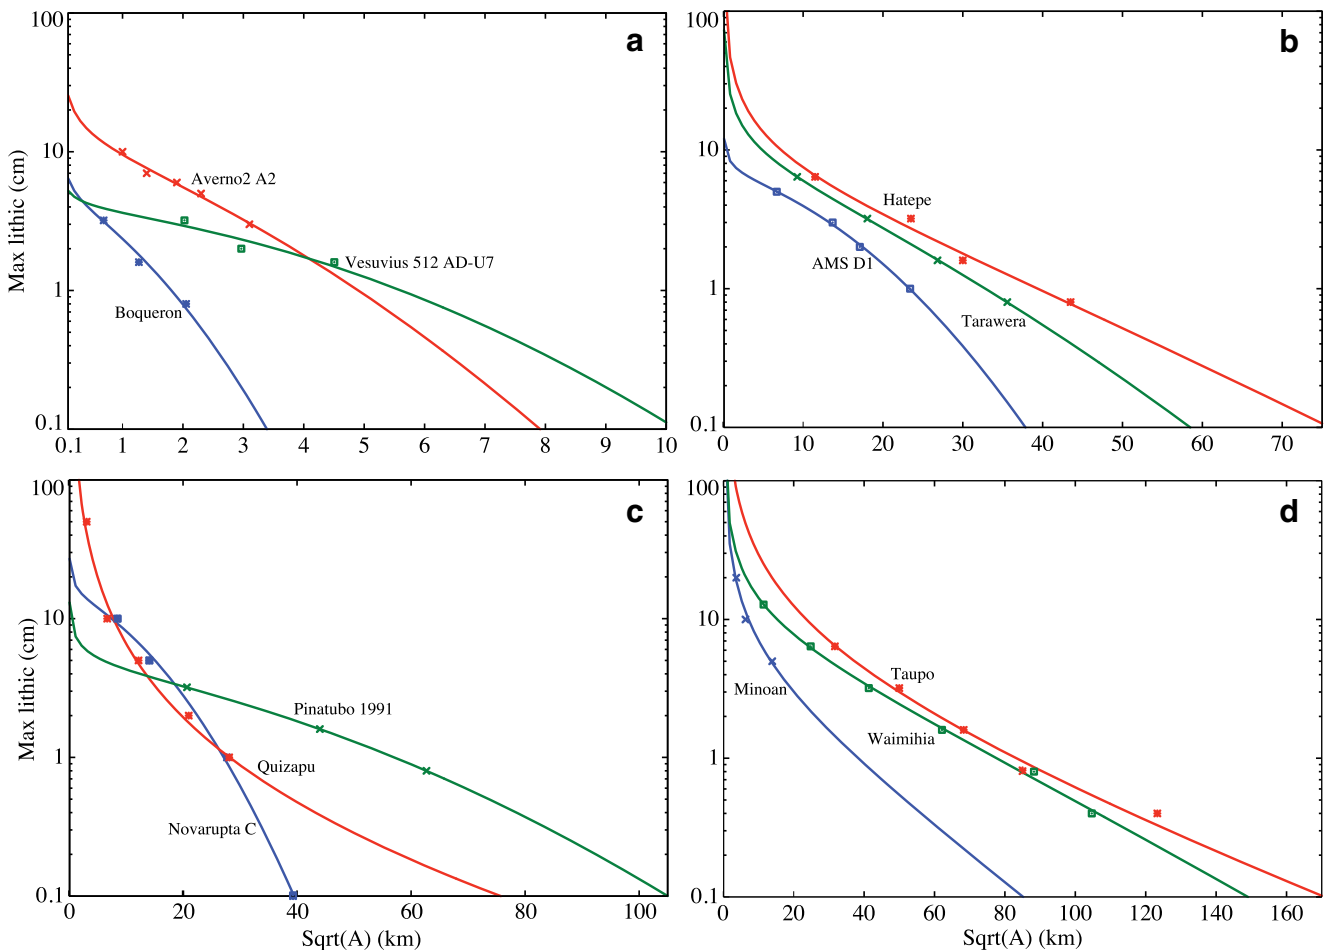 a
100
10
1
0.1
Max lithic (cm)
Averno2 A2
Vesuvius 512 AD-U7
Boqueron
0.1 1 2 3 4 5 6 7 8 9 10
b
100
10
1
0.1
Hatepe
AMS D1
Tarawera
0 10 20 30 40 50 60 70
c
100
10
1
0.1
Max lithic (cm)
Pinatubo 1991
Quizapu
Novarupta C
0 20 40 60 80 100
Sqrt(A) (km)
d
100
10
1
0.1
Taupo
Minoan
Waimihia
0 20 40 60 80 100 120 140 160
Sqrt(A) (km)